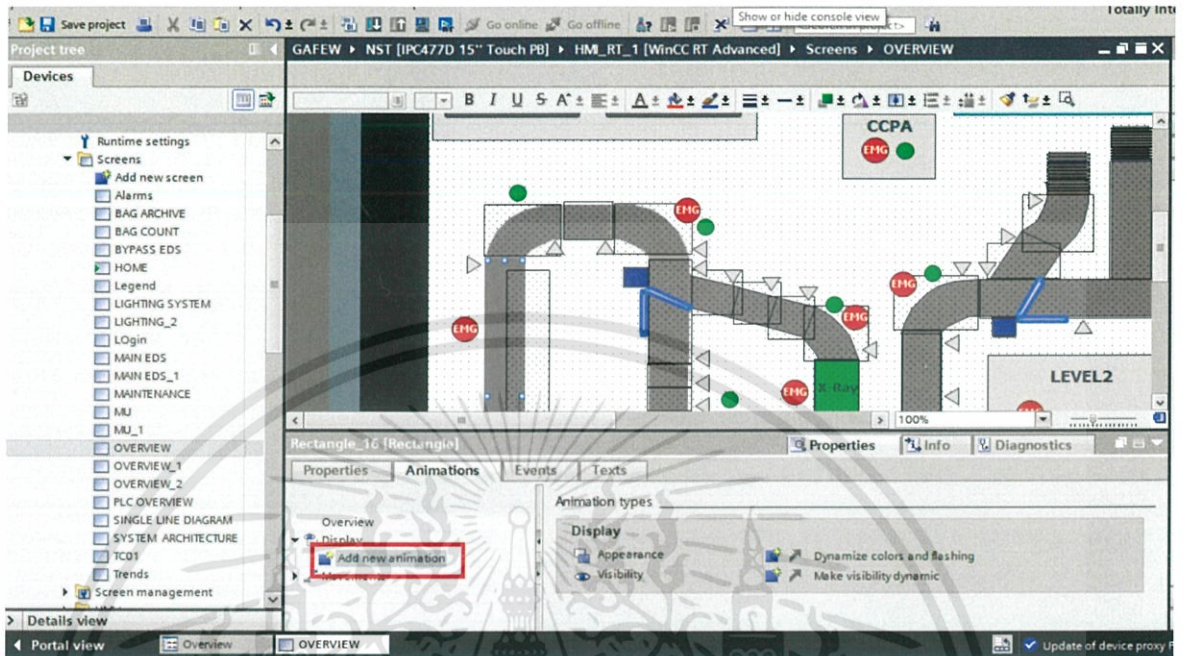 Totally Int
Save project
Go online
Go offline
Show or hide console view
Project tree
GAFEW ▸ NST [IPC477D 15'' Touch PB] ▸ HMI_RT_1 [WinCC RT Advanced] ▸ Screens ▸ OVERVIEW
Devices
B I U S A
Runtime settings
Screens
Add new screen
Alarms
BAG ARCHIVE
BAG COUNT
BYPASS EDS
HOME
Legend
LIGHTING SYSTEM
LIGHTING_2
LOgin
MAIN EDS
MAIN EDS_1
MAINTENANCE
MU
MU_1
OVERVIEW
OVERVIEW_1
OVERVIEW_2
PLC OVERVIEW
SINGLE LINE DIAGRAM
SYSTEM ARCHITECTURE
TC01
Trends
Screen management
Details view
CCPA
EMG
EMG
EMG
EMG
EMG
EMG
X-Ray
LEVEL2
100%
Rectangle_16 [Rectangle]
Properties
Info
Diagnostics
Properties
Animations
Events
Texts
Overview
Display
Add new animation
Movements
Animation types
Display
Appearance
Dynamize colors and flashing
Visibility
Make visibility dynamic
Portal view
Overview
OVERVIEW
Update of device proxy